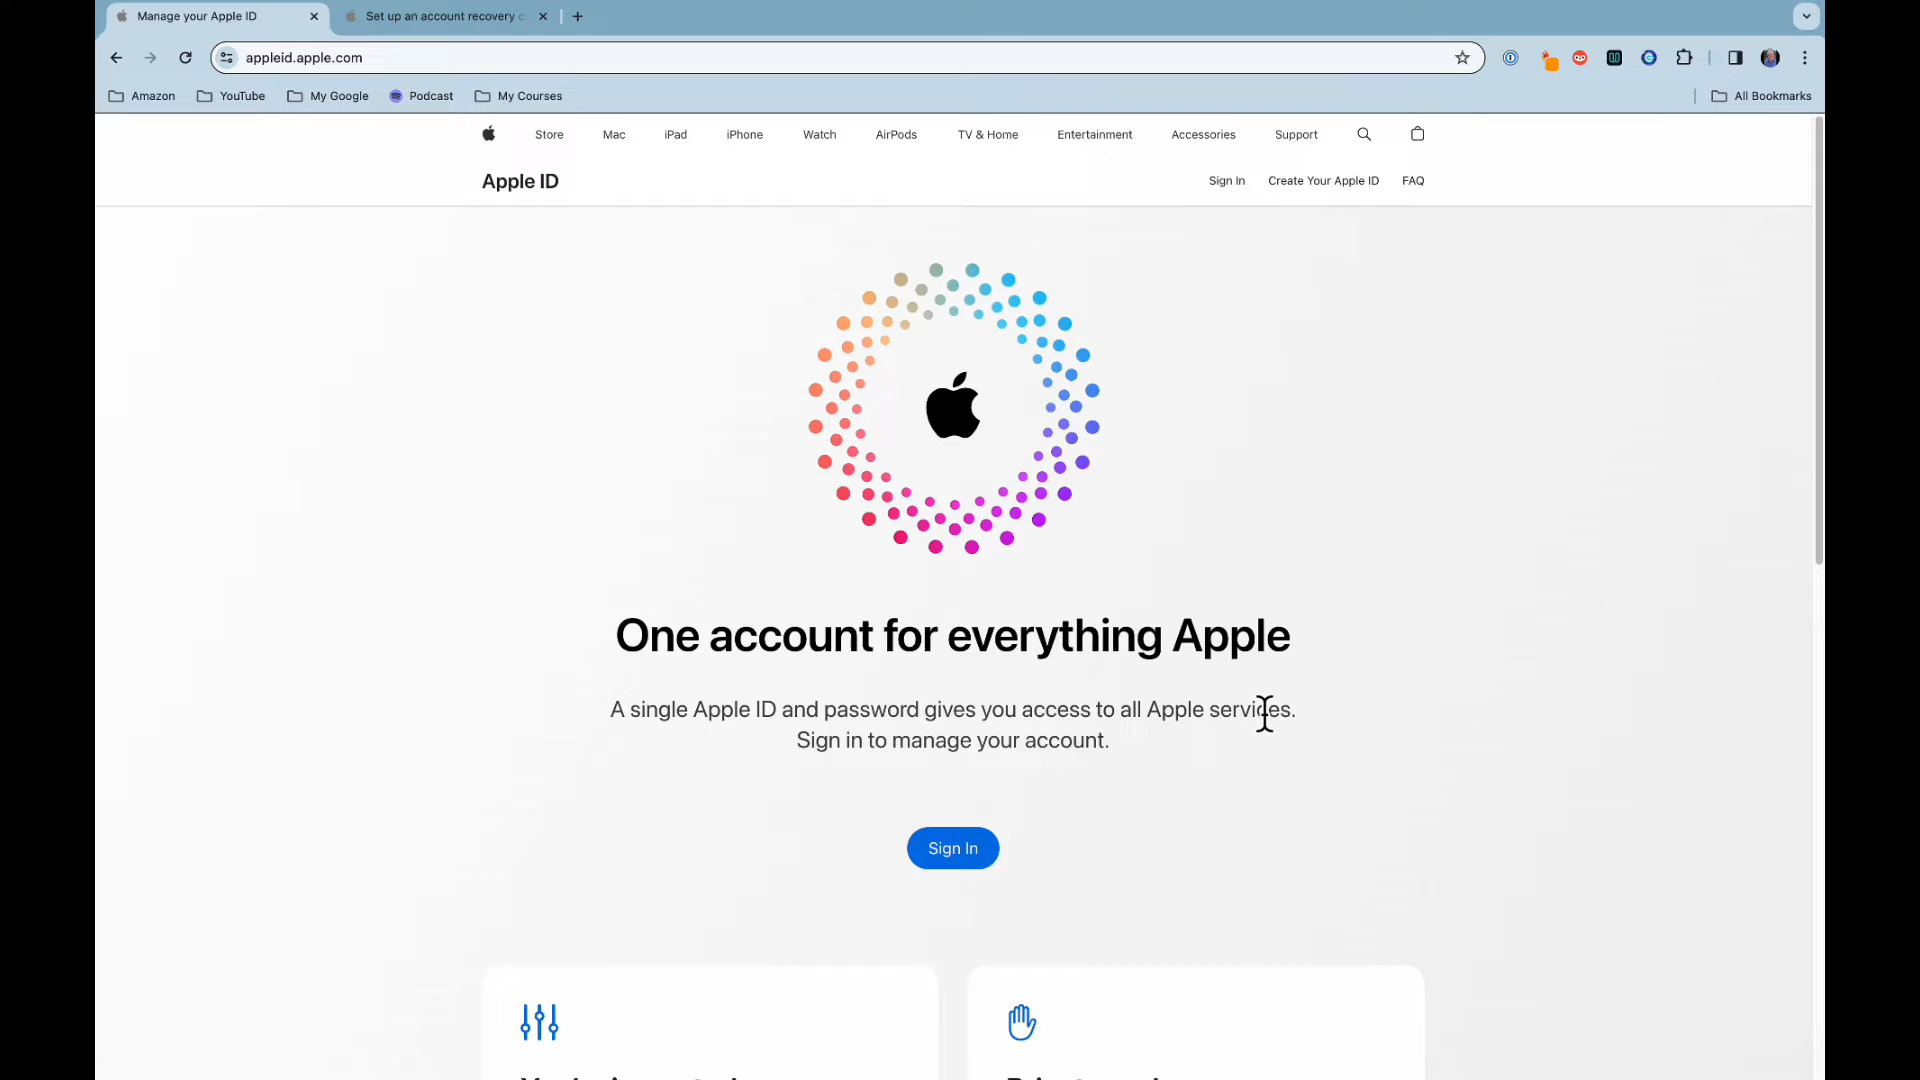 Manage your Apple ID
Set up an account recovery
appleid.apple.com
Amazon
YouTube
My Google
Podcast
My Courses
All Bookmarks
Store
Mac
iPad
iPhone
Watch
AirPods
TV & Home
Entertainment
Accessories
Support
Apple ID
Sign In
Create Your Apple ID
FAQ
One account for everything Apple
A single Apple ID and password gives you access to all Apple services.
Sign in to manage your account.
Sign In